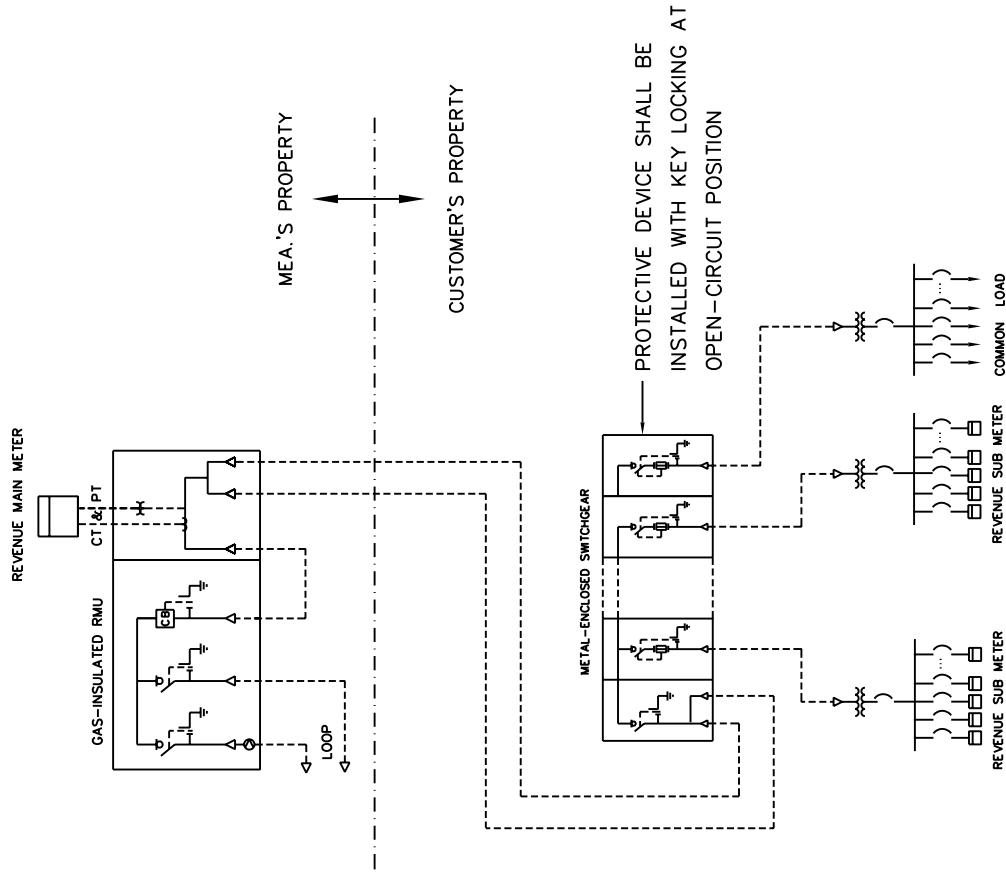 REVENUE MAIN METER
CT & PT
GAS-INSULATED RMU
CB
LOOP
MEA.'S PROPERTY
CUSTOMER'S PROPERTY
METAL-ENCLOSED SWITCHGEAR
PROTECTIVE DEVICE SHALL BE
INSTALLED WITH KEY LOCKING AT
OPEN-CIRCUIT POSITION
REVENUE SUB METER
REVENUE SUB METER
COMMON LOAD